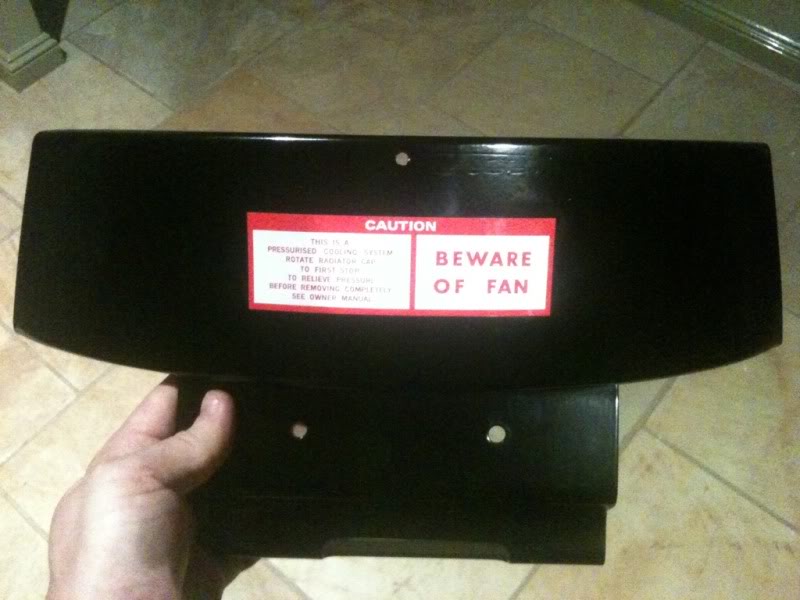 CAUTION
THIS IS A
PRESSURISED COOLING SYSTEM
ROTATE RADIATOR CAP
TO FIRST STOP
TO RELIEVE PRESSURE
BEFORE REMOVING COMPLETELY
SEE OWNER MANUAL
BEWARE
OF FAN